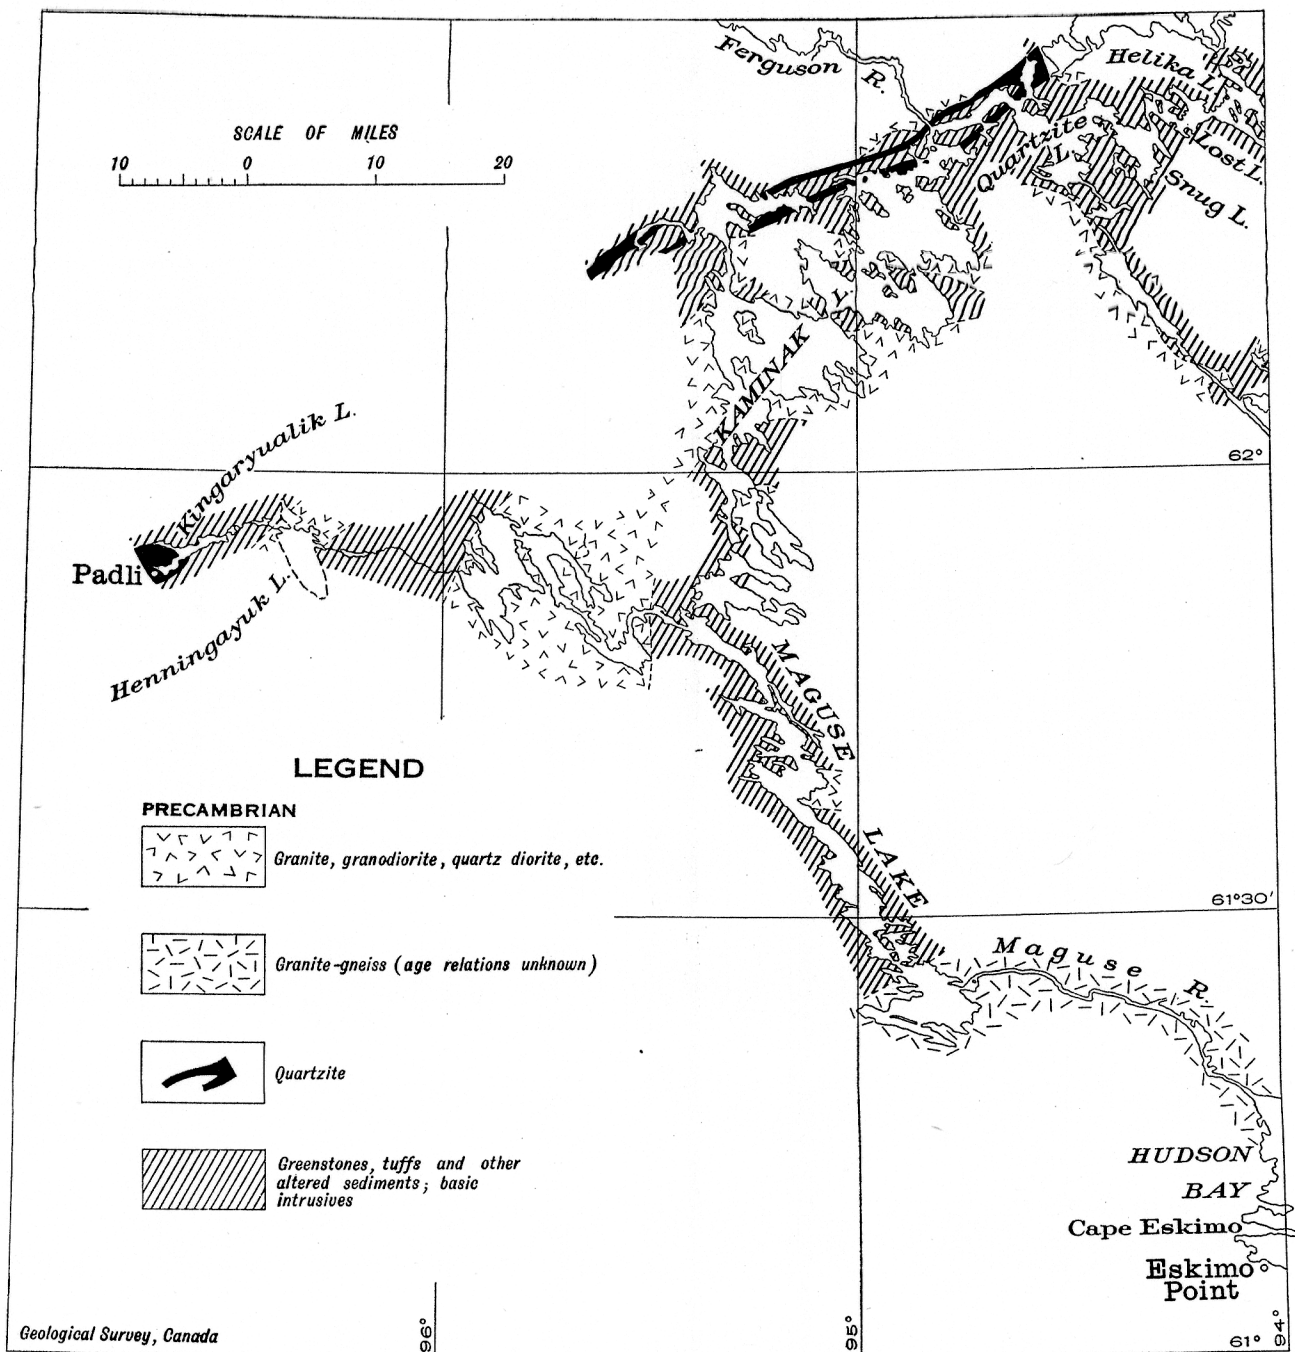 Ferguson R.
Helika L.
SCALE OF MILES
10 0 10 20
Quartzite L.
Lost L.
Snug L.
KAMINAK L.
62°
Kingaryualik L.
Padli
Henningayuk L.
MAGUSE LAKE
LEGEND
PRECAMBRIAN
Granite, granodiorite, quartz diorite, etc.
61°30'
Granite-gneiss (age relations unknown)
Maguse R.
Quartzite
Greenstones, tuffs and other
altered sediments; basic
intrusives
HUDSON
BAY
Cape Eskimo
Eskimo
Point
Geological Survey, Canada
96°
95°
61°
94°